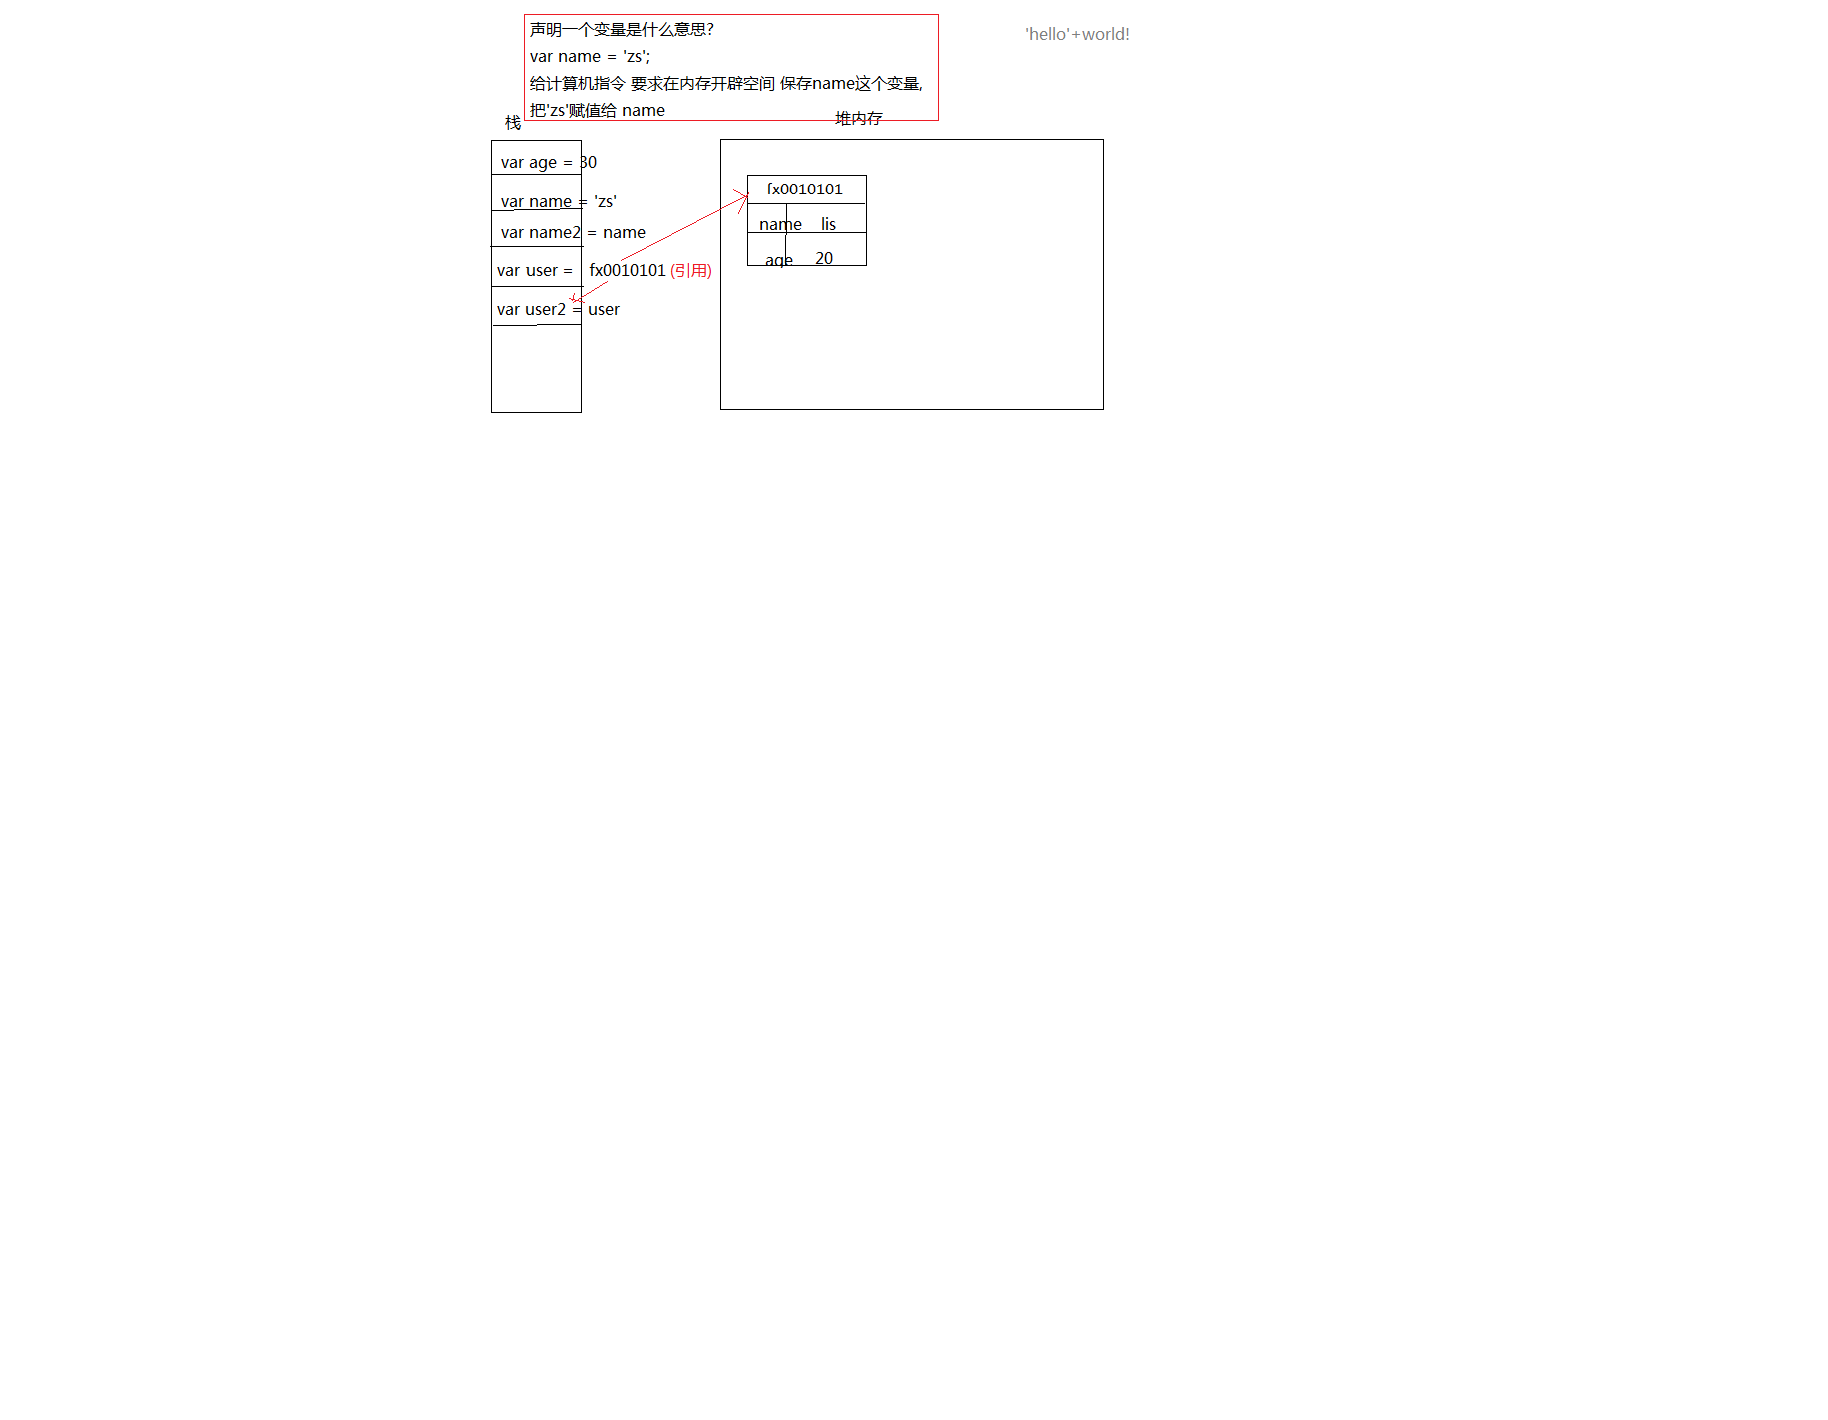 声明一个变量是什么意思?
var name = 'zs';
给计算机指令 要求在内存开辟空间 保存name这个变量,
把'zs'赋值给 name
'hello'+world!
栈
var age = 30
var name = 'zs'
var name2 = name
var user = fx0010101 (引用)
var user2 = user
堆内存
fx0010101
name lis
age 20